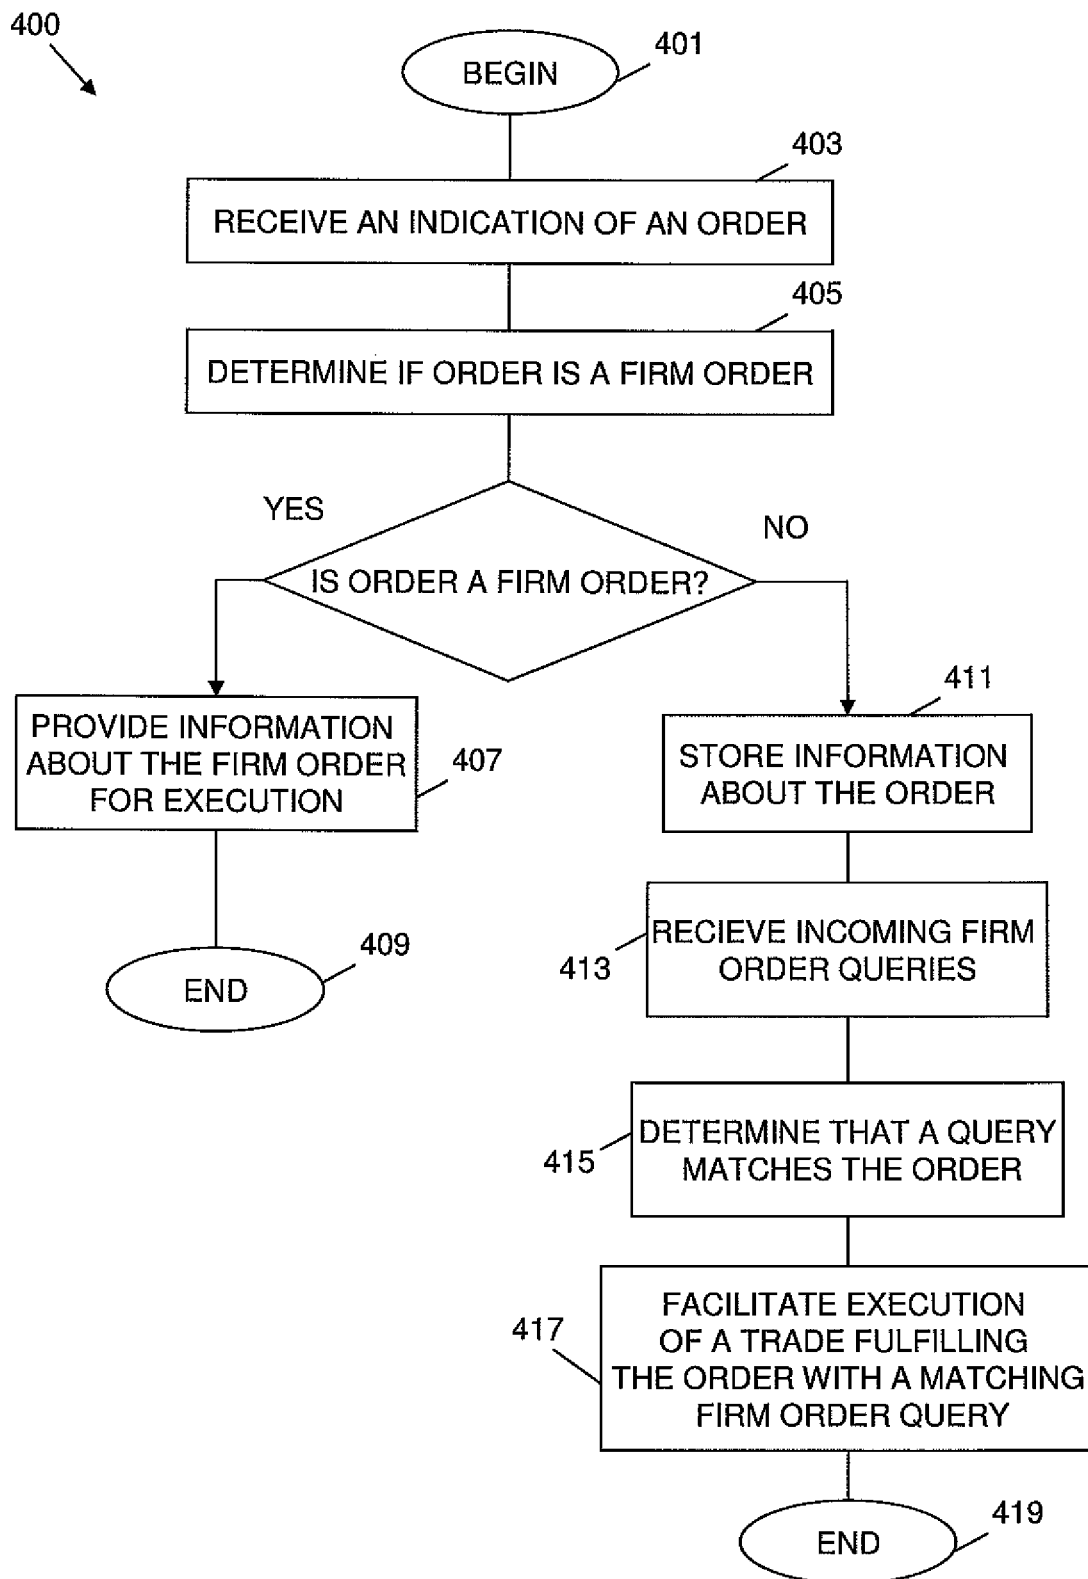 400
BEGIN
401
403
RECEIVE AN INDICATION OF AN ORDER
405
DETERMINE IF ORDER IS A FIRM ORDER
YES
NO
IS ORDER A FIRM ORDER?
PROVIDE INFORMATION
ABOUT THE FIRM ORDER
FOR EXECUTION
407
END
409
411
STORE INFORMATION
ABOUT THE ORDER
RECIEVE INCOMING FIRM
ORDER QUERIES
413
DETERMINE THAT A QUERY
MATCHES THE ORDER
415
FACILITATE EXECUTION
OF A TRADE FULFILLING
THE ORDER WITH A MATCHING
FIRM ORDER QUERY
417
END
419